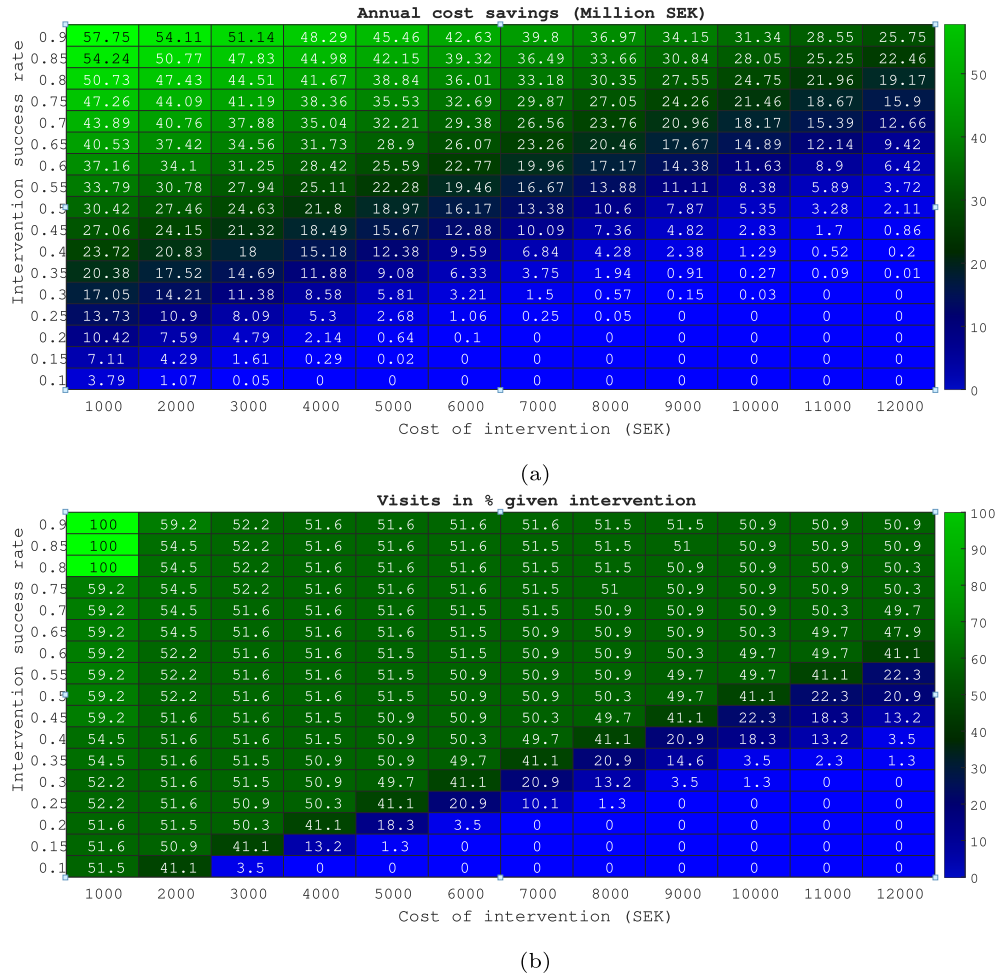 Annual cost savings (Million SEK)
Intervention success rate
0.9 57.75 54.11 51.14 48.29 45.46 42.63 39.8 36.97 34.15 31.34 28.55 25.75
0.85 54.24 50.77 47.83 44.98 42.15 39.32 36.49 33.66 30.84 28.05 25.25 22.46
0.8 50.73 47.43 44.51 41.67 38.84 36.01 33.18 30.35 27.55 24.75 21.96 19.17
0.75 47.26 44.09 41.19 38.36 35.53 32.69 29.87 27.05 24.26 21.46 18.67 15.9
0.7 43.89 40.76 37.88 35.04 32.21 29.38 26.56 23.76 20.96 18.17 15.39 12.66
0.65 40.53 37.42 34.56 31.73 28.9 26.07 23.26 20.46 17.67 14.89 12.14 9.42
0.6 37.16 34.1 31.25 28.42 25.59 22.77 19.96 17.17 14.38 11.63 8.9 6.42
0.55 33.79 30.78 27.94 25.11 22.28 19.46 16.67 13.88 11.11 8.38 5.89 3.72
0.5 30.42 27.46 24.63 21.8 18.97 16.17 13.38 10.6 7.87 5.35 3.28 2.11
0.45 27.06 24.15 21.32 18.49 15.67 12.88 10.09 7.36 4.82 2.83 1.7 0.86
0.4 23.72 20.83 18 15.18 12.38 9.59 6.84 4.28 2.38 1.29 0.52 0.2
0.35 20.38 17.52 14.69 11.88 9.08 6.33 3.75 1.94 0.91 0.27 0.09 0.01
0.3 17.05 14.21 11.38 8.58 5.81 3.21 1.5 0.57 0.15 0.03 0 0
0.25 13.73 10.9 8.09 5.3 2.68 1.06 0.25 0.05 0 0 0 0
0.2 10.42 7.59 4.79 2.14 0.64 0.1 0 0 0 0 0 0
0.15 7.11 4.29 1.61 0.29 0.02 0 0 0 0 0 0 0
0.1 3.79 1.07 0.05 0 0 0 0 0 0 0 0 0
1000 2000 3000 4000 5000 6000 7000 8000 9000 10000 11000 12000
Cost of intervention (SEK)
50
40
30
20
10
0
(a)
Visits in % given intervention
Intervention success rate
0.9 100 59.2 52.2 51.6 51.6 51.6 51.6 51.5 51.5 50.9 50.9 50.9
0.85 100 54.5 52.2 51.6 51.6 51.6 51.5 51.5 51 50.9 50.9 50.9
0.8 100 54.5 52.2 51.6 51.6 51.6 51.5 51.5 50.9 50.9 50.9 50.3
0.75 59.2 54.5 52.2 51.6 51.6 51.6 51.5 51 50.9 50.9 50.9 50.3
0.7 59.2 54.5 51.6 51.6 51.6 51.5 51.5 50.9 50.9 50.9 50.3 49.7
0.65 59.2 54.5 51.6 51.6 51.6 51.5 50.9 50.9 50.9 50.3 49.7 47.9
0.6 59.2 52.2 51.6 51.6 51.5 50.9 50.9 50.9 50.3 49.7 49.7 41.1
0.55 59.2 52.2 51.6 51.6 51.5 50.9 50.9 50.9 49.7 49.7 41.1 22.3
0.5 59.2 52.2 51.6 51.5 51.5 50.9 50.9 50.3 49.7 41.1 22.3 20.9
0.45 59.2 51.6 51.6 51.5 50.9 50.9 50.3 49.7 41.1 22.3 18.3 13.2
0.4 54.5 51.6 51.6 51.5 50.9 50.3 49.7 41.1 20.9 18.3 13.2 3.5
0.35 54.5 51.6 51.5 50.9 50.9 49.7 41.1 20.9 14.6 3.5 2.3 1.3
0.3 52.2 51.6 51.5 50.9 49.7 41.1 20.9 13.2 3.5 1.3 0 0
0.25 52.2 51.6 50.9 50.3 41.1 20.9 10.1 1.3 0 0 0 0
0.2 51.6 51.5 50.3 41.1 18.3 3.5 0 0 0 0 0 0
0.15 51.6 50.9 41.1 13.2 1.3 0 0 0 0 0 0 0
0.1 51.5 41.1 3.5 0 0 0 0 0 0 0 0 0
1000 2000 3000 4000 5000 6000 7000 8000 9000 10000 11000 12000
Cost of intervention (SEK)
100
90
80
70
60
50
40
30
20
10
0
(b)